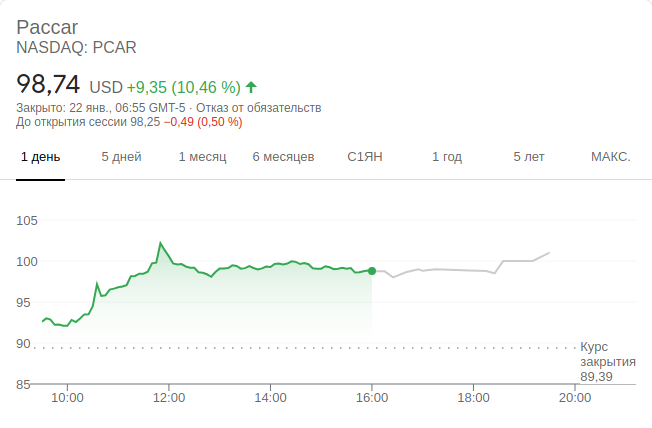 Paccar
NASDAQ: PCAR
98,74 USD +9,35 (10,46 %)
Закрыто: 22 янв., 06:55 GMT-5 · Отказ от обязательств
До открытия сессии 98,25 −0,49 (0,50 %)
1 день 5 дней 1 месяц 6 месяцев С1ЯН 1 год 5 лет МАКС.
105
100
95
90
Курс
закрытия
89,39
85
10:00 12:00 14:00 16:00 18:00 20:00